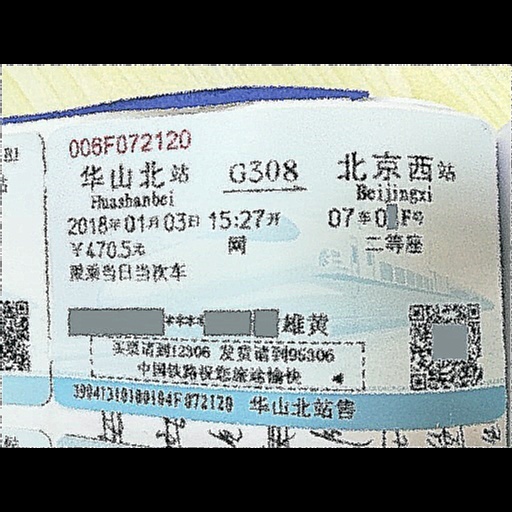 006F072120
华山北站 G308 北京西站
Huashanbei Beijingxi
2018年01月03日 15:27开 07车0 F号
￥470.5元 网 二等座
限乘当日当次车
**** 雄黄
买票请到12306 发货请到95306
中国铁路祝您旅途愉快
39041310180104F072120 华山北站售